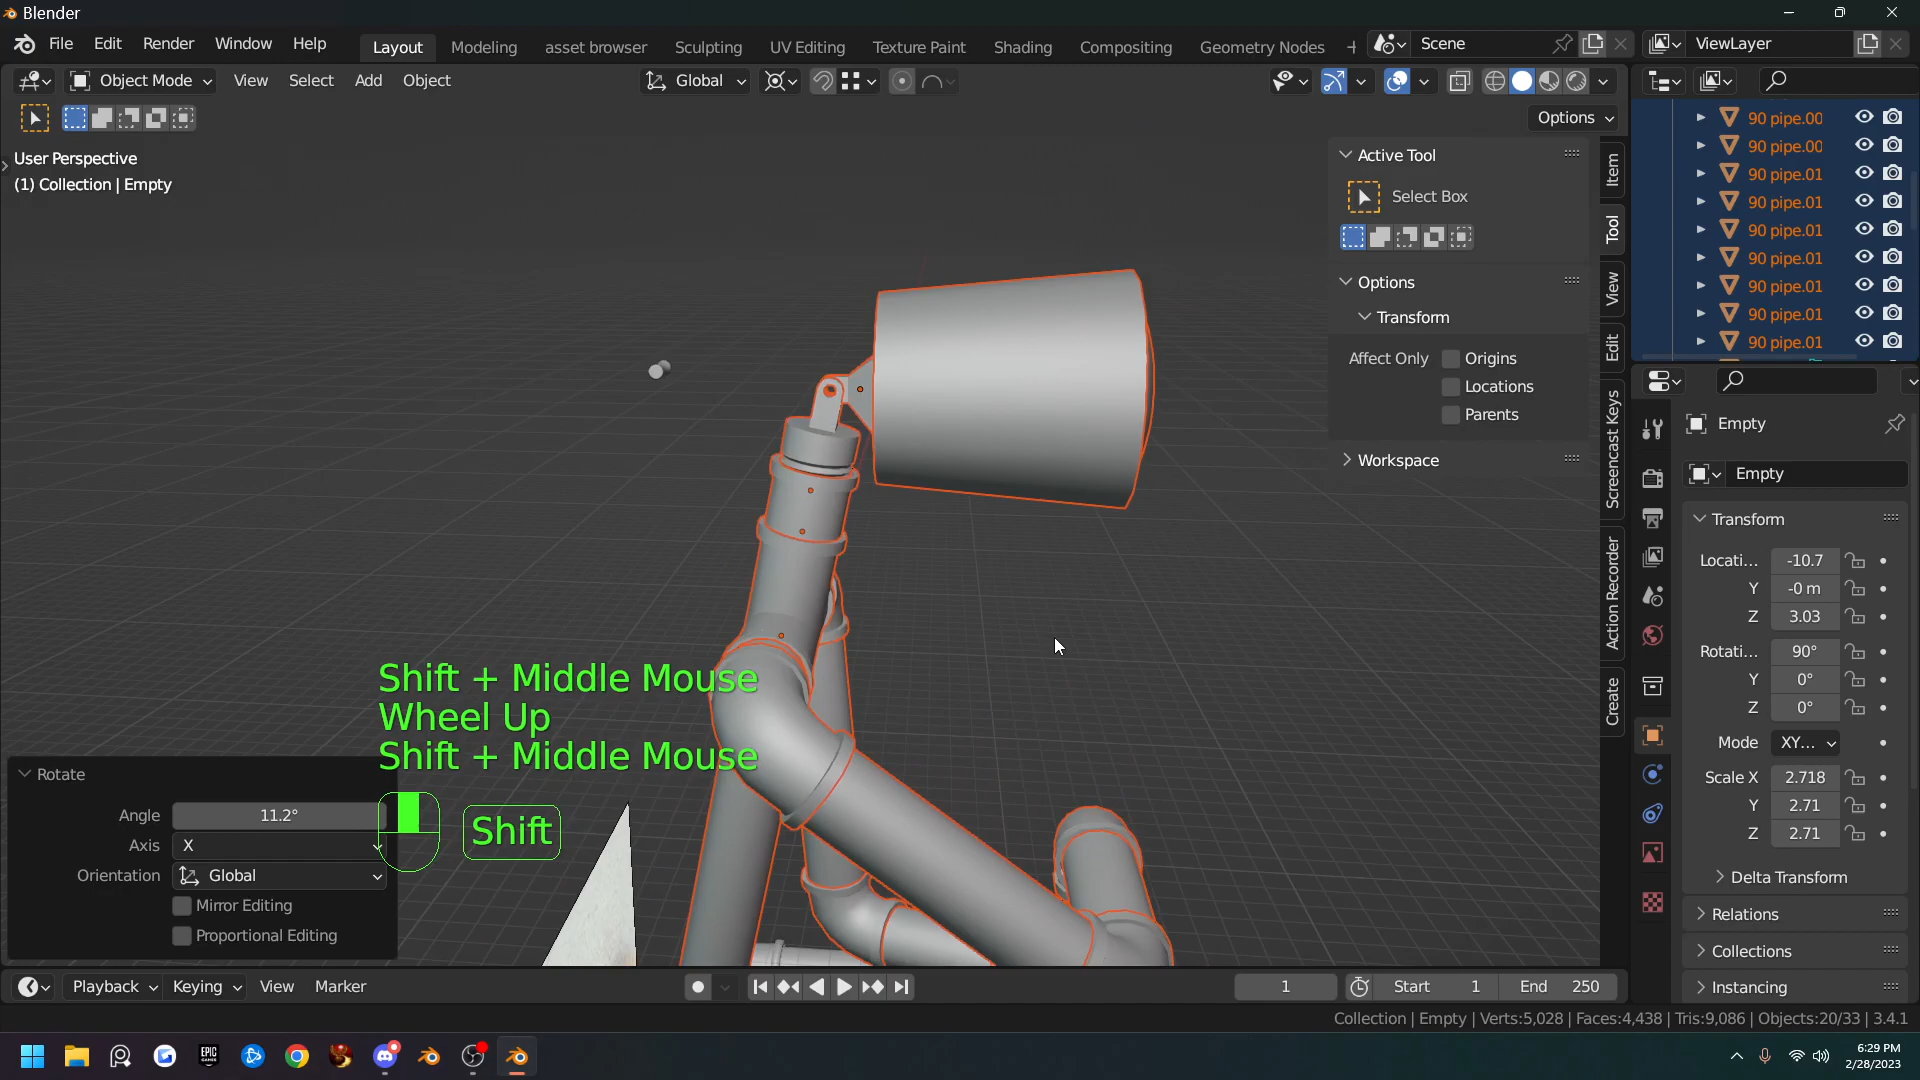 Blender
File Edit Render Window Help
Layout Modeling asset browser Sculpting UV Editing Texture Paint Shading Compositing Geometry Nodes
Scene
ViewLayer
Object Mode View Select Add Object
Global
Options
User Perspective
(1) Collection | Empty
Active Tool
Select Box
Options
Transform
Affect Only Origins
Locations
Parents
Workspace
Item
Tool
View
Edit
Screencast Keys
Action Recorder
Create
90 pipe.00
90 pipe.00
90 pipe.01
90 pipe.01
90 pipe.01
90 pipe.01
90 pipe.01
90 pipe.01
90 pipe.01
Empty
Empty
Transform
Locati... -10.7
Y -0 m
Z 3.03
Rotati... 90°
Y 0°
Z 0°
Mode XY...
Scale X 2.718
Y 2.71
Z 2.71
Delta Transform
Relations
Collections
Instancing
Shift + Middle Mouse
Wheel Up
Shift + Middle Mouse
Shift
Rotate
Angle 11.2°
Axis X
Orientation Global
Mirror Editing
Proportional Editing
Playback Keying View Marker
1 Start 1 End 250
Collection | Empty | Verts:5,028 | Faces:4,438 | Tris:9,086 | Objects:20/33 | 3.4.1
EPIC
GAMES
6:29 PM
2/28/2023